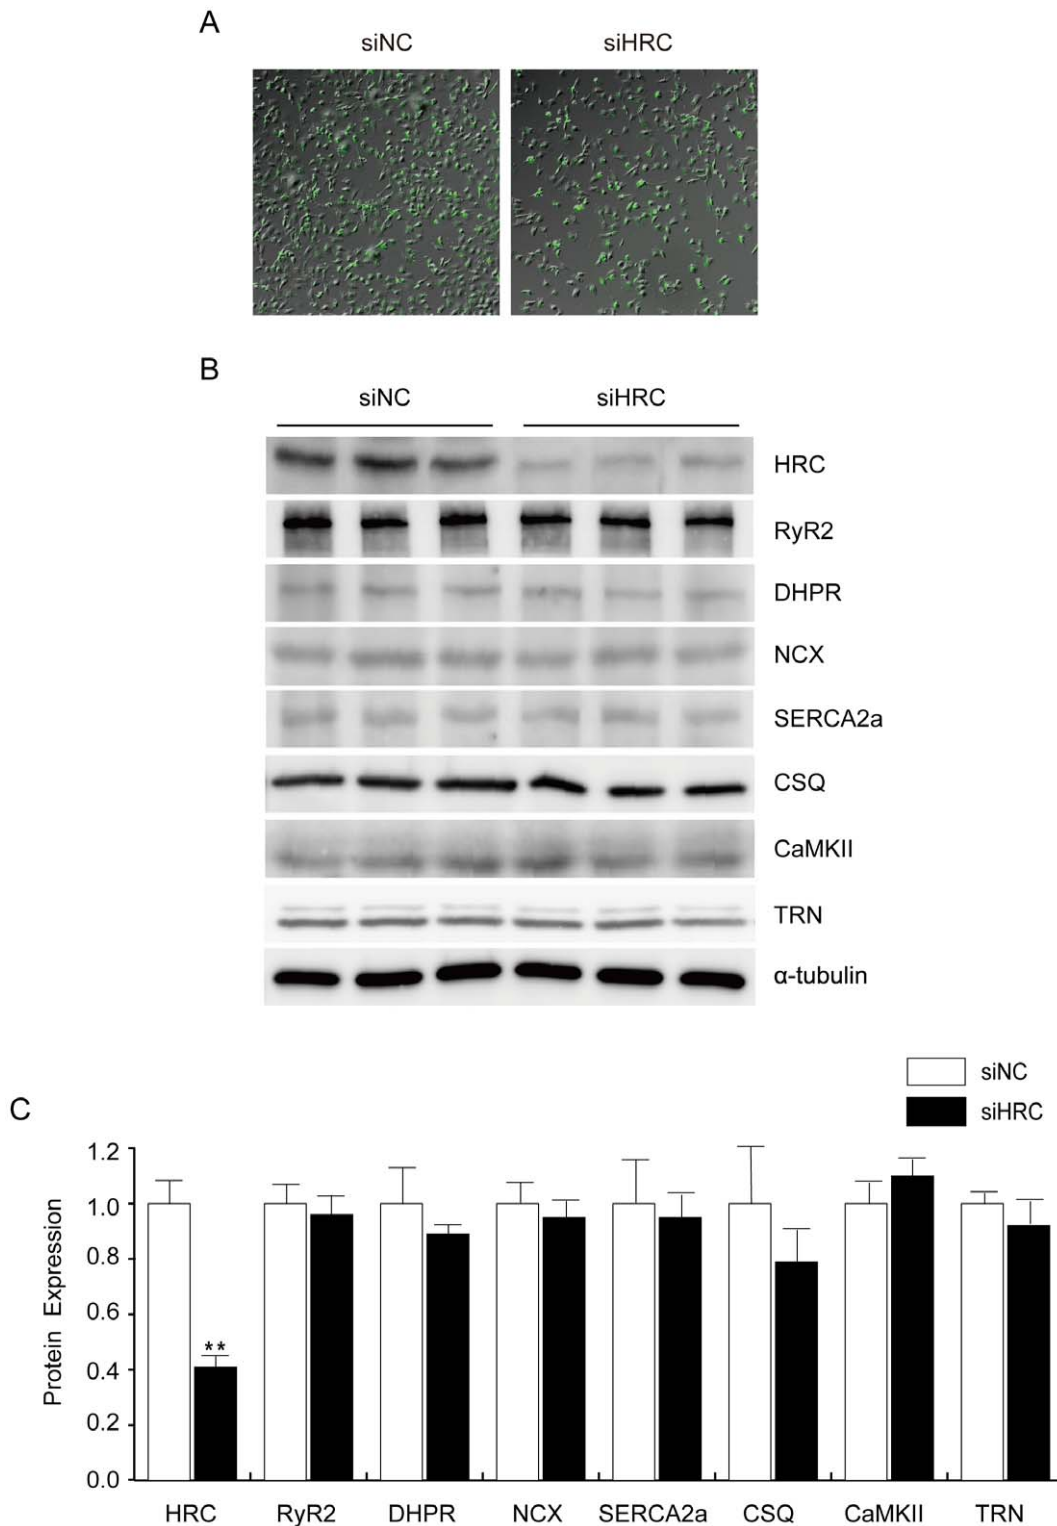 A
siNC siHRC
B
siNC siHRC
HRC
RyR2
DHPR
NCX
SERCA2a
CSQ
CaMKII
TRN
α-tubulin
C
siNC
siHRC
Protein Expression
1.2
1.0
0.8
0.6
0.4
0.2
0.0
**
HRC RyR2 DHPR NCX SERCA2a CSQ CaMKII TRN